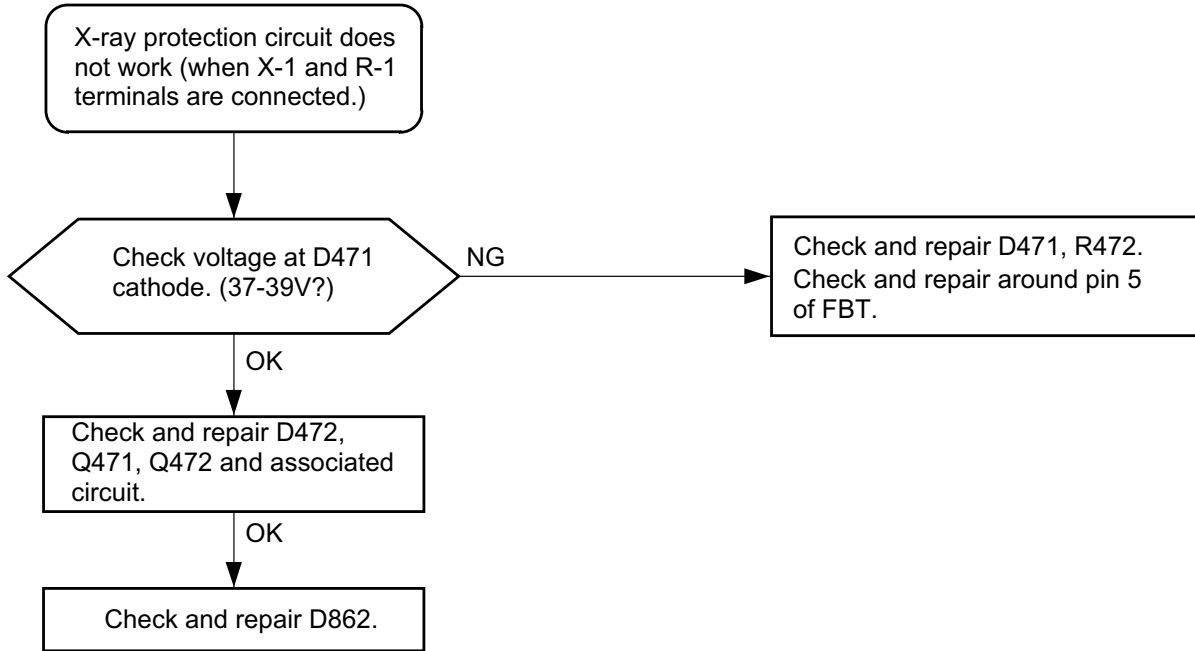 X-ray protection circuit does
not work (when X-1 and R-1
terminals are connected.)
Check voltage at D471
cathode. (37-39V?)
NG
Check and repair D471, R472.
Check and repair around pin 5
of FBT.
OK
Check and repair D472,
Q471, Q472 and associated
circuit.
OK
Check and repair D862.